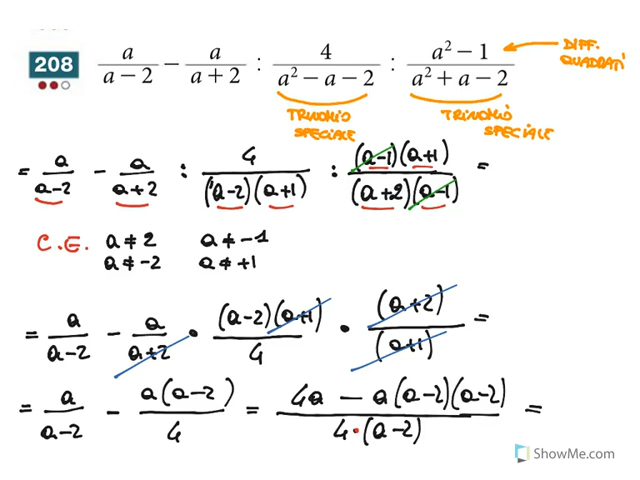 208 a/(a − 2) − a/(a + 2) : 4/(a² − a − 2) : (a² − 1)/(a² + a − 2) DIFF. QUADRATI
TRINOMIO SPECIALE TRINOMIO SPECIALE
= a/(a-2) - a/(a+2) : 4/((a-2)(a+1)) : ((a-1)(a+1))/((a+2)(a-1)) =
C.E. a≠2 a≠-1
a≠-2 a≠+1
= a/(a-2) - a/(a+2) • ((a-2)(a+1))/4 • (a+2)/(a+1) =
= a/(a-2) - a(a-2)/4 = (4a - a(a-2)(a-2))/(4•(a-2)) =
ShowMe.com